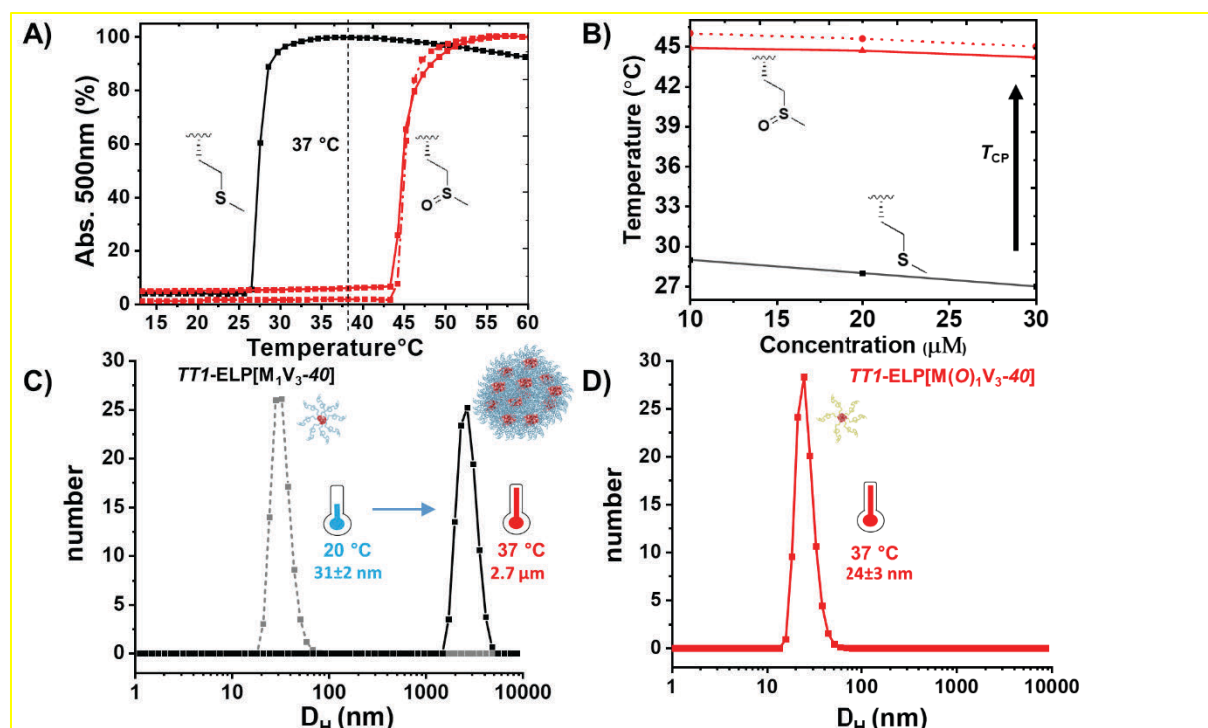 A)
100
80
60
40
20
0
Abs. 500nm (%)
37 °C
S
S
O
15 20 25 30 35 40 45 50 55 60
Temperature°C
B)
45
42
39
36
33
30
27
Temperature (°C)
S
O
S
TCP
10 20 30
Concentration (µM)
C)
TT1-ELP[M1V3-40]
30
25
20
15
10
5
0
number
20 °C
31±2 nm
37 °C
2.7 µm
1 10 100 1000 10000
DH (nm)
D)
TT1-ELP[M(O)1V3-40]
30
25
20
15
10
5
0
number
37 °C
24±3 nm
1 10 100 1000 10000
DH (nm)